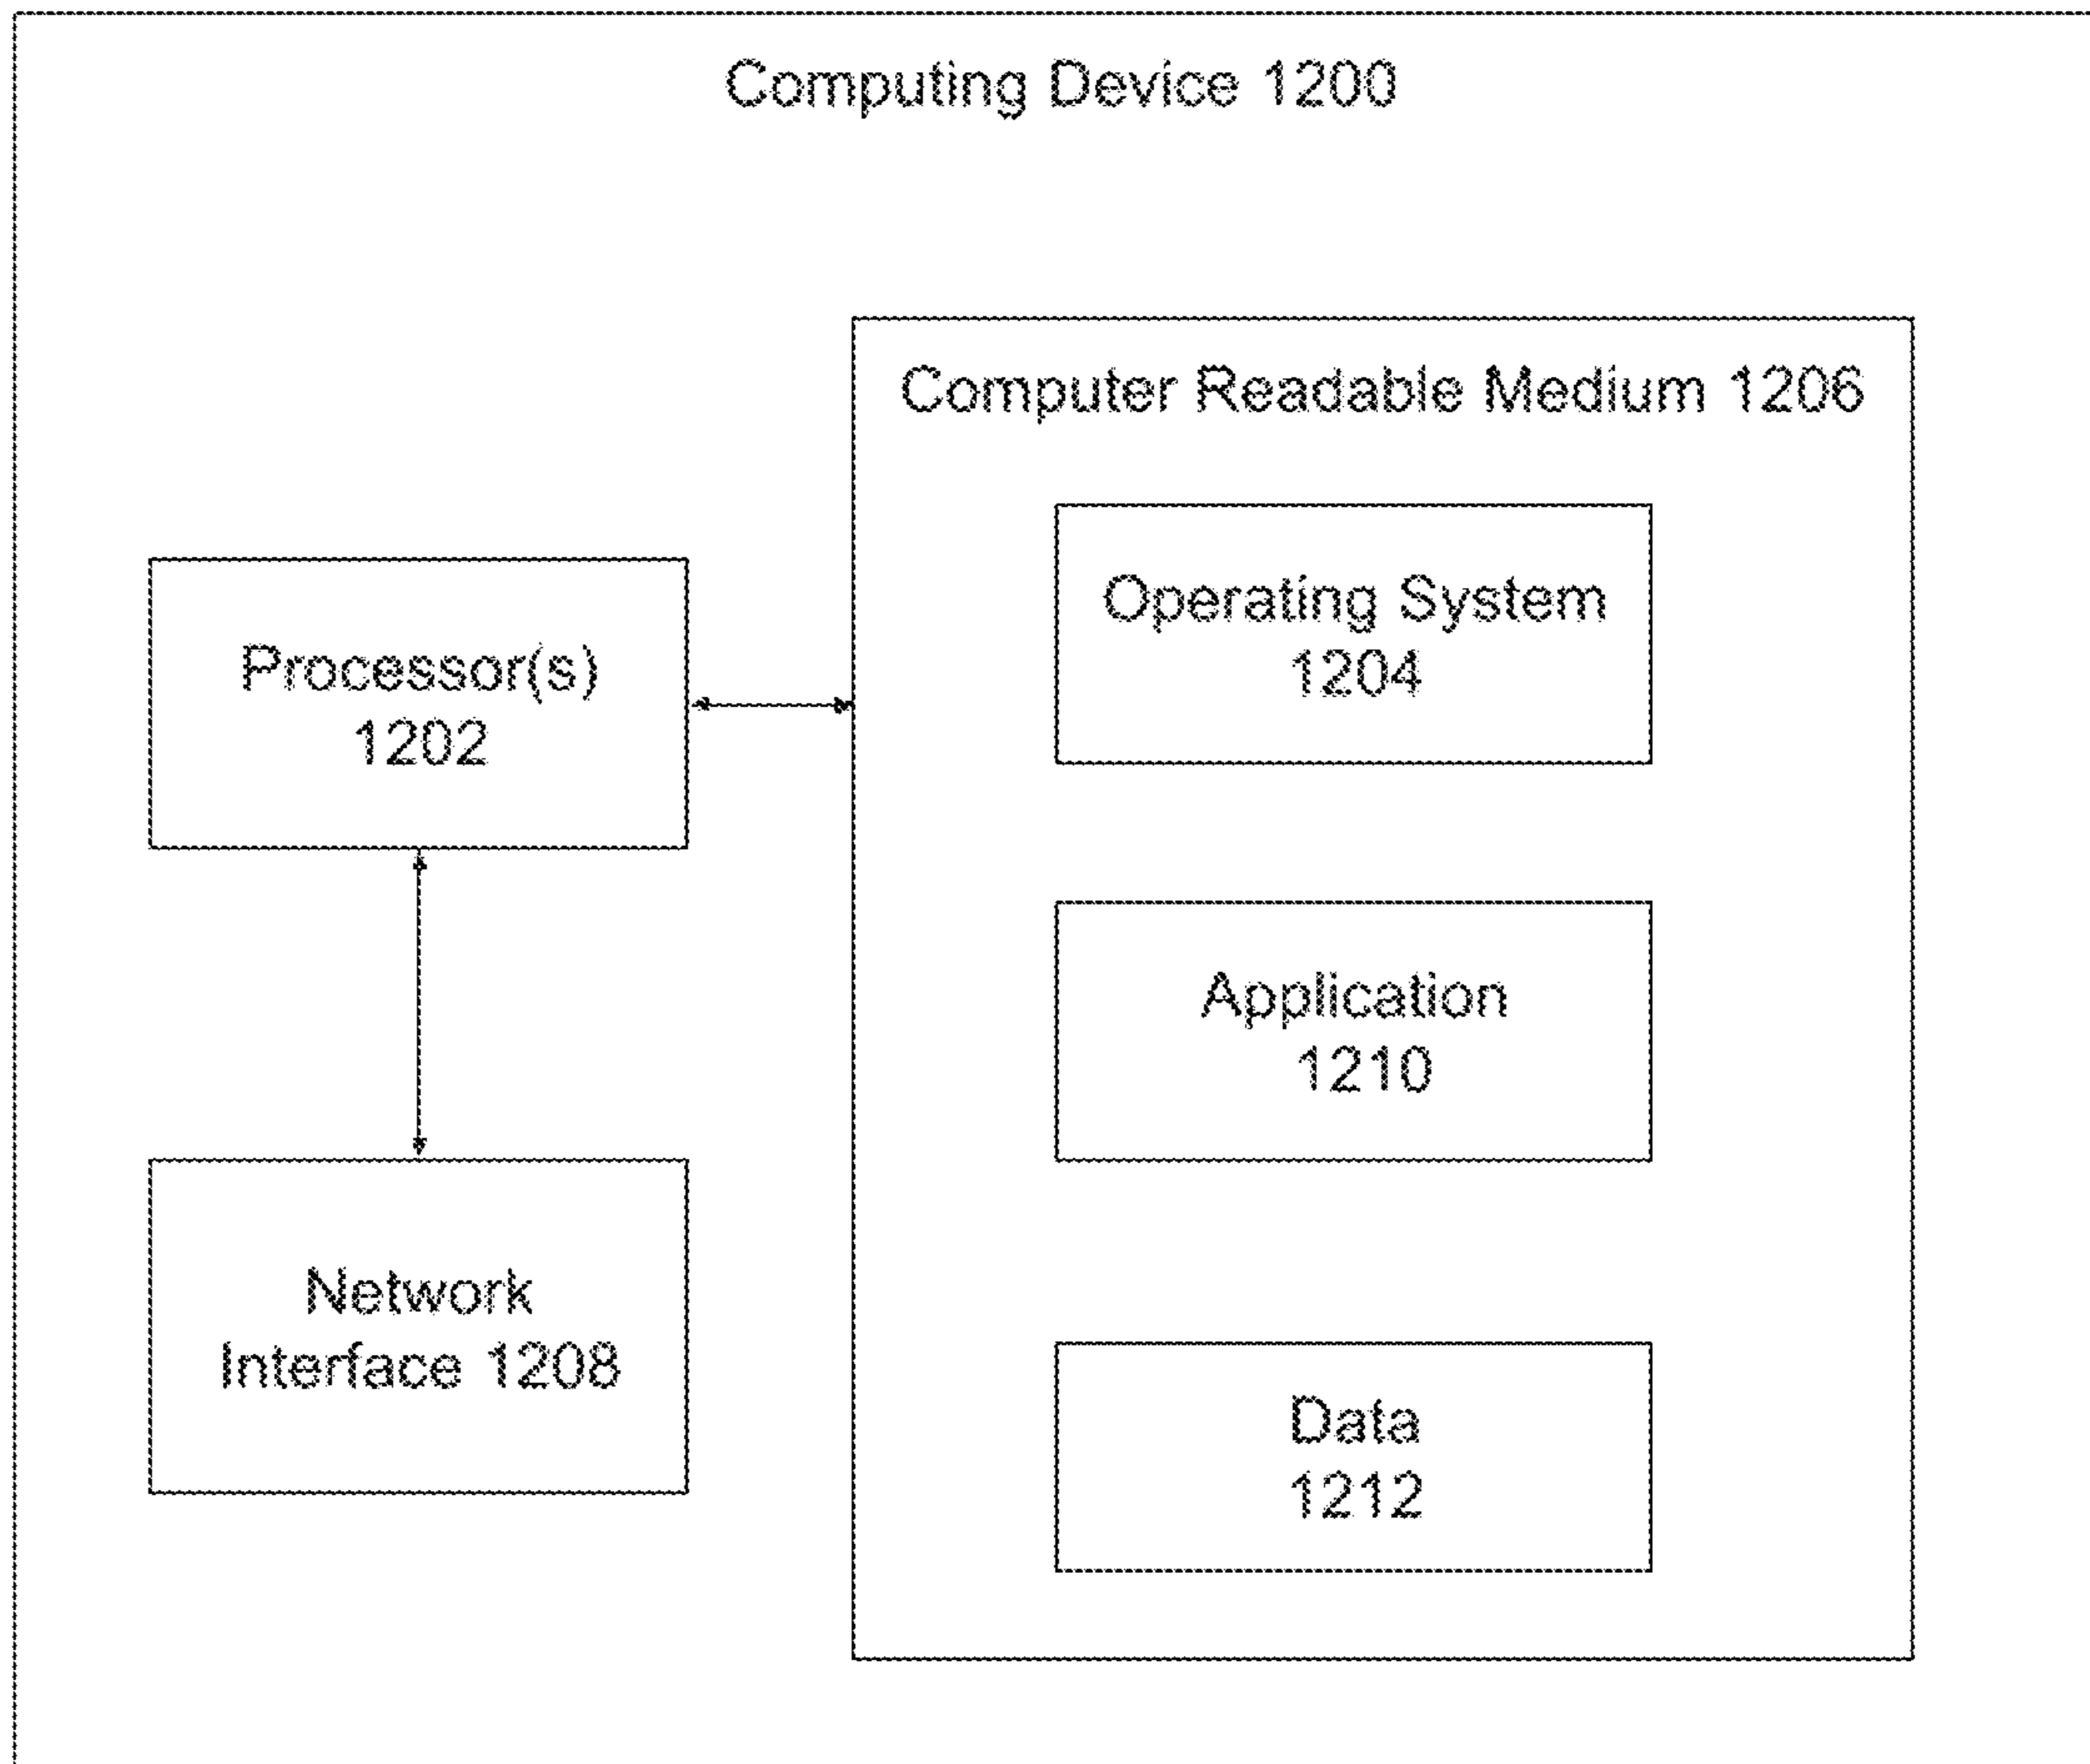 Computing Device 1200
Computer Readable Medium 1206
Operating System
1204
Processor(s)
1202
Application
1210
Network
Interface 1208
Data
1212